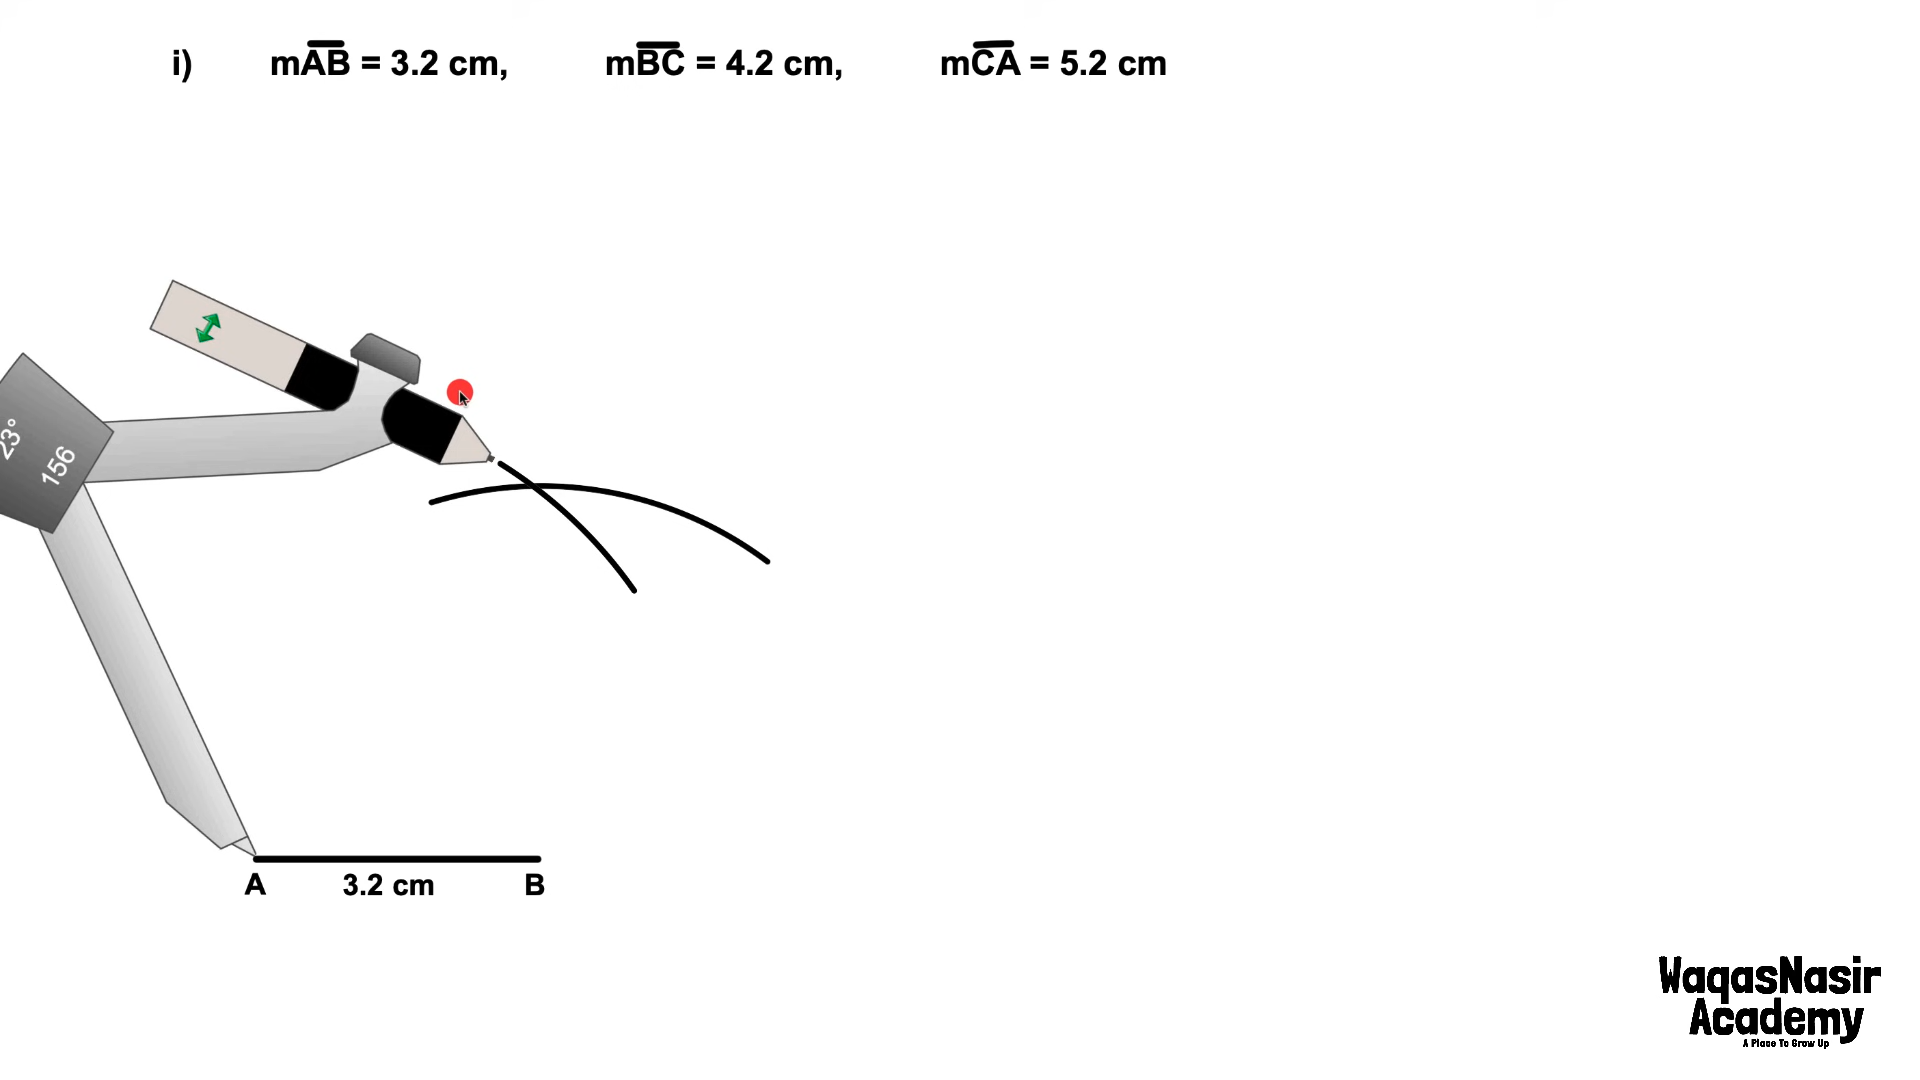 i) mAB = 3.2 cm, mBC = 4.2 cm, mCA = 5.2 cm
23°
156
A 3.2 cm B
WaqasNasir
Academy
A Place To Grow Up